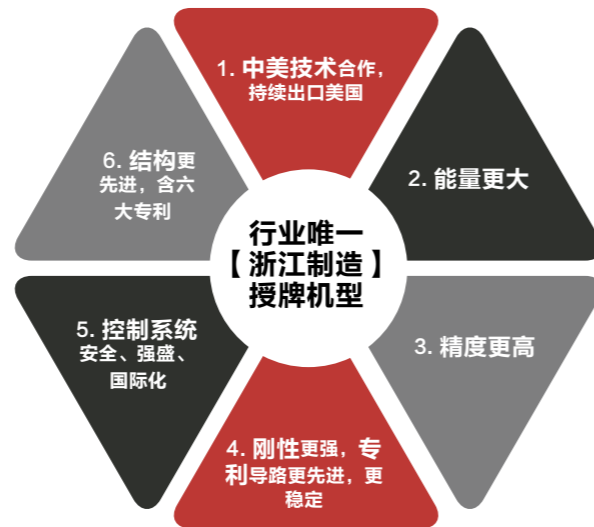 1. 中美技术合作，
持续出口美国
2. 能量更大
3. 精度更高
4. 刚性更强，专
利导路更先进，更
稳定
5. 控制系统
安全、强盛、
国际化
6. 结构更
先进，含六
大专利
行业唯一
【浙江制造】
授牌机型